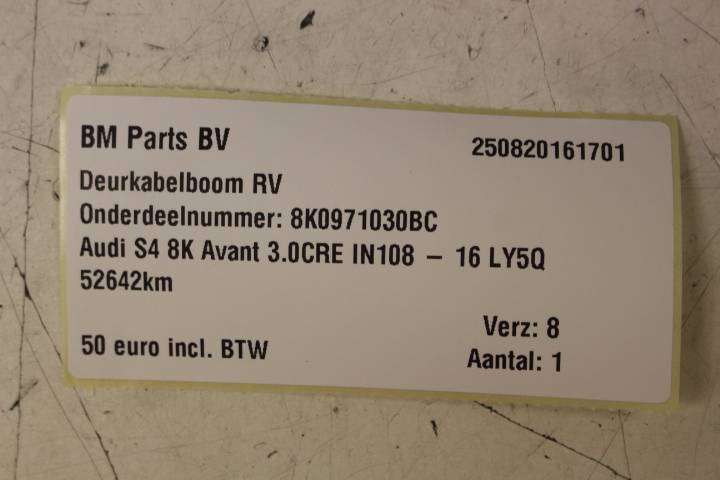 BM Parts BV 250820161701
Deurkabelboom RV
Onderdeelnummer: 8K0971030BC
Audi S4 8K Avant 3.0CRE IN108 – 16 LY5Q
52642km
Verz: 8
50 euro incl. BTW Aantal: 1